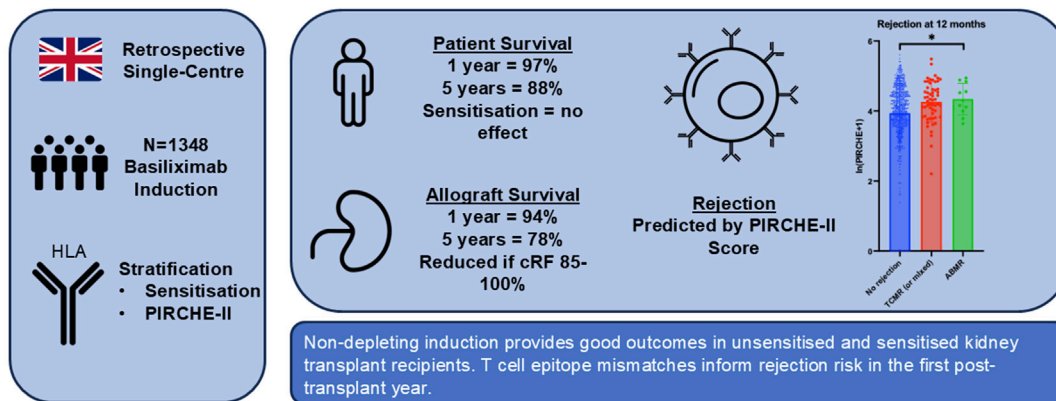 Retrospective
Single-Centre
N=1348
Basiliximab
Induction
HLA
Stratification
• Sensitisation
• PIRCHE-II
Patient Survival
1 year = 97%
5 years = 88%
Sensitisation = no
effect
Allograft Survival
1 year = 94%
5 years = 78%
Reduced if cRF 85-
100%
Rejection
Predicted by PIRCHE-II
Score
Rejection at 12 months
*
ln(PIRCHE+1)
6
4
2
0
No rejection
TCMR (or mixed)
ABMR
Non-depleting induction provides good outcomes in unsensitised and sensitised kidney
transplant recipients. T cell epitope mismatches inform rejection risk in the first post-
transplant year.